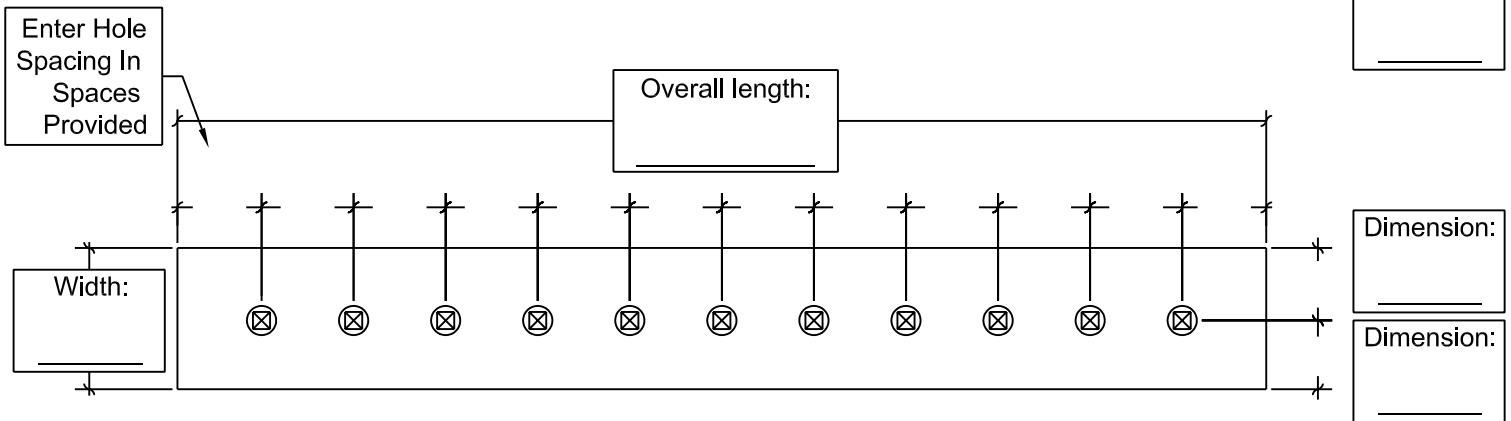 Enter Hole
Spacing In
Spaces
Provided
Overall length:
Width:
Dimension:
Dimension: